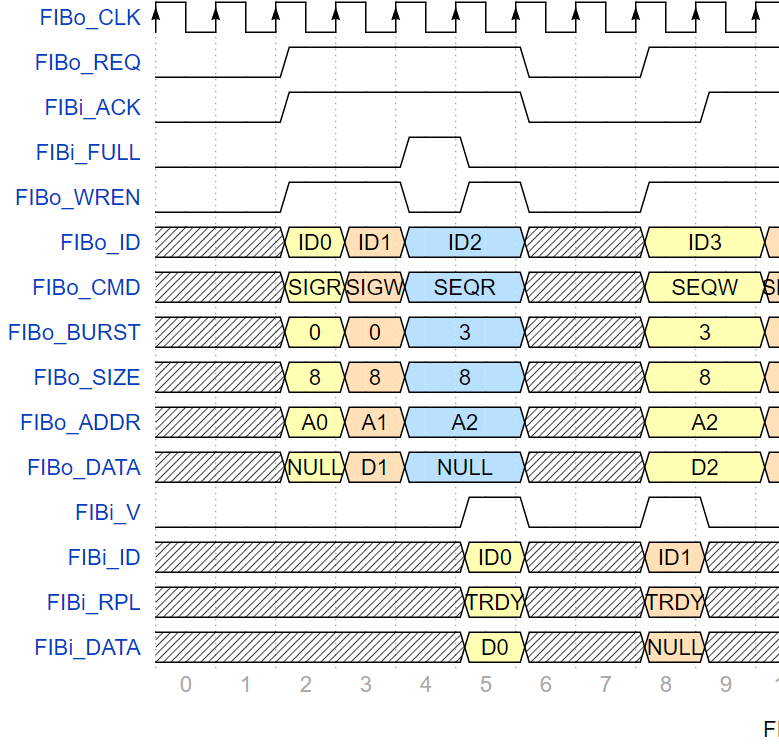 FIBo_CLK
FIBo_REQ
FIBi_ACK
FIBi_FULL
FIBo_WREN
FIBo_ID ID0 ID1 ID2 ID3
FIBo_CMD SIGR SIGW SEQR SEQW
FIBo_BURST 0 0 3 3
FIBo_SIZE 8 8 8 8
FIBo_ADDR A0 A1 A2 A2
FIBo_DATA NULL D1 NULL D2
FIBi_V
FIBi_ID ID0 ID1
FIBi_RPL TRDY TRDY
FIBi_DATA D0 NULL
0 1 2 3 4 5 6 7 8 9